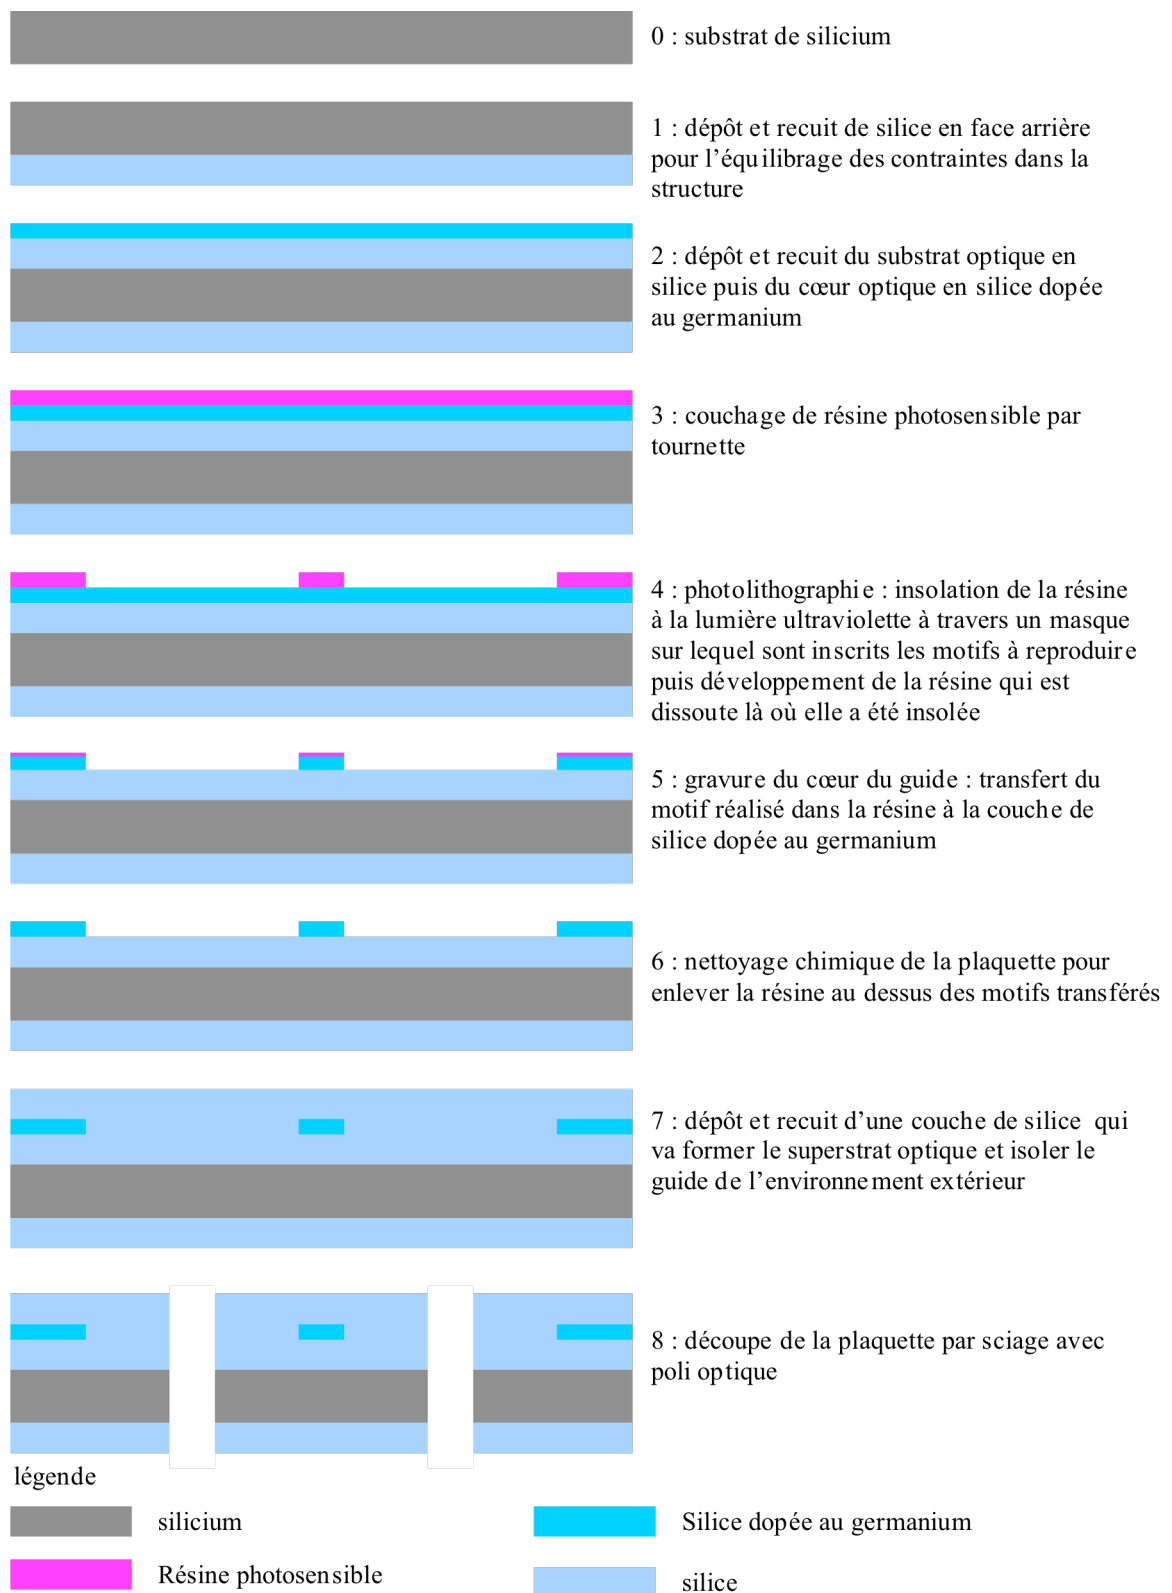 0 : substrat de silicium
1 : dépôt et recuit de silice en face arrière
pour l’équilibrage des contraintes dans la
structure
2 : dépôt et recuit du substrat optique en
silice puis du cœur optique en silice dopée
au germanium
3 : couchage de résine photosensible par
tournette
4 : photolithographie : insolation de la résine
à la lumière ultraviolette à travers un masque
sur lequel sont inscrits les motifs à reproduire
puis développement de la résine qui est
dissoute là où elle a été insolée
5 : gravure du cœur du guide : transfert du
motif réalisé dans la résine à la couche de
silice dopée au germanium
6 : nettoyage chimique de la plaquette pour
enlever la résine au dessus des motifs transférés
7 : dépôt et recuit d’une couche de silice qui
va former le superstrat optique et isoler le
guide de l’environnement extérieur
8 : découpe de la plaquette par sciage avec
poli optique
légende
silicium
Silice dopée au germanium
Résine photosensible
silice